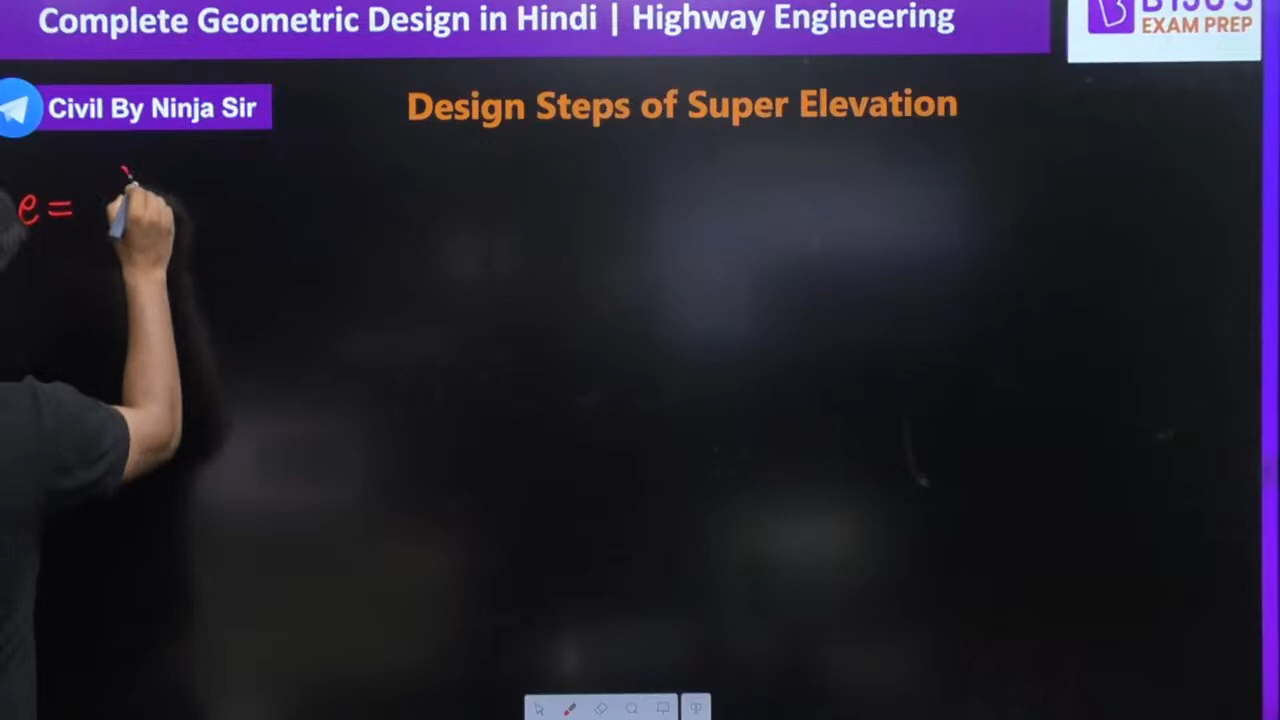 Complete Geometric Design in Hindi | Highway Engineering
EXAM PREP
Civil By Ninja Sir
Design Steps of Super Elevation
e =